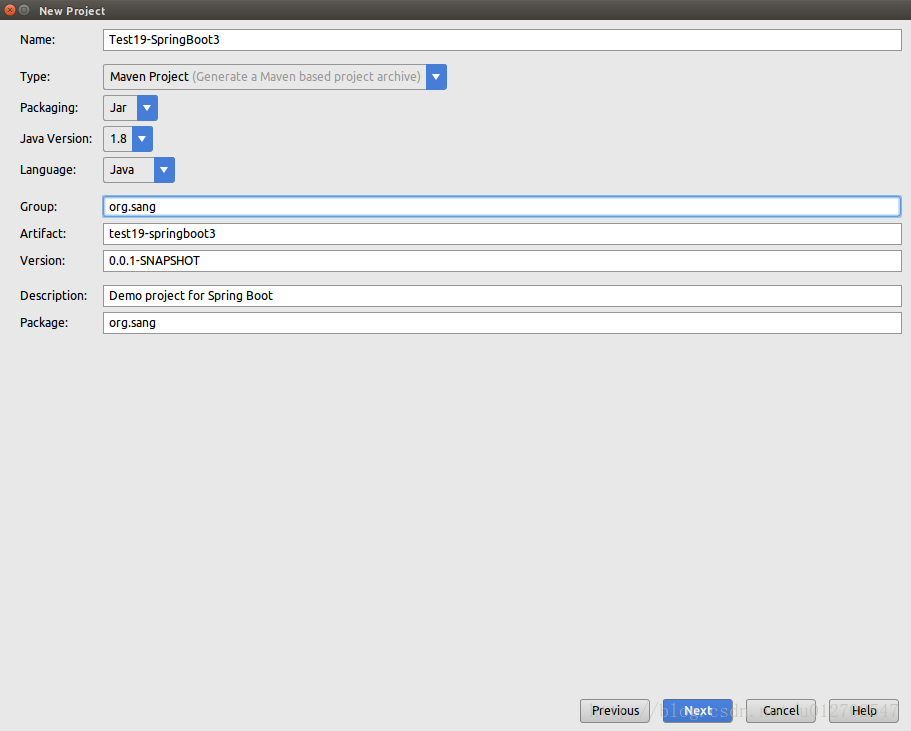 New Project
Name: Test19-SpringBoot3
Type: Maven Project (Generate a Maven based project archive)
Packaging: Jar
Java Version: 1.8
Language: Java
Group: org.sang
Artifact: test19-springboot3
Version: 0.0.1-SNAPSHOT
Description: Demo project for Spring Boot
Package: org.sang
Previous Next Cancel Help